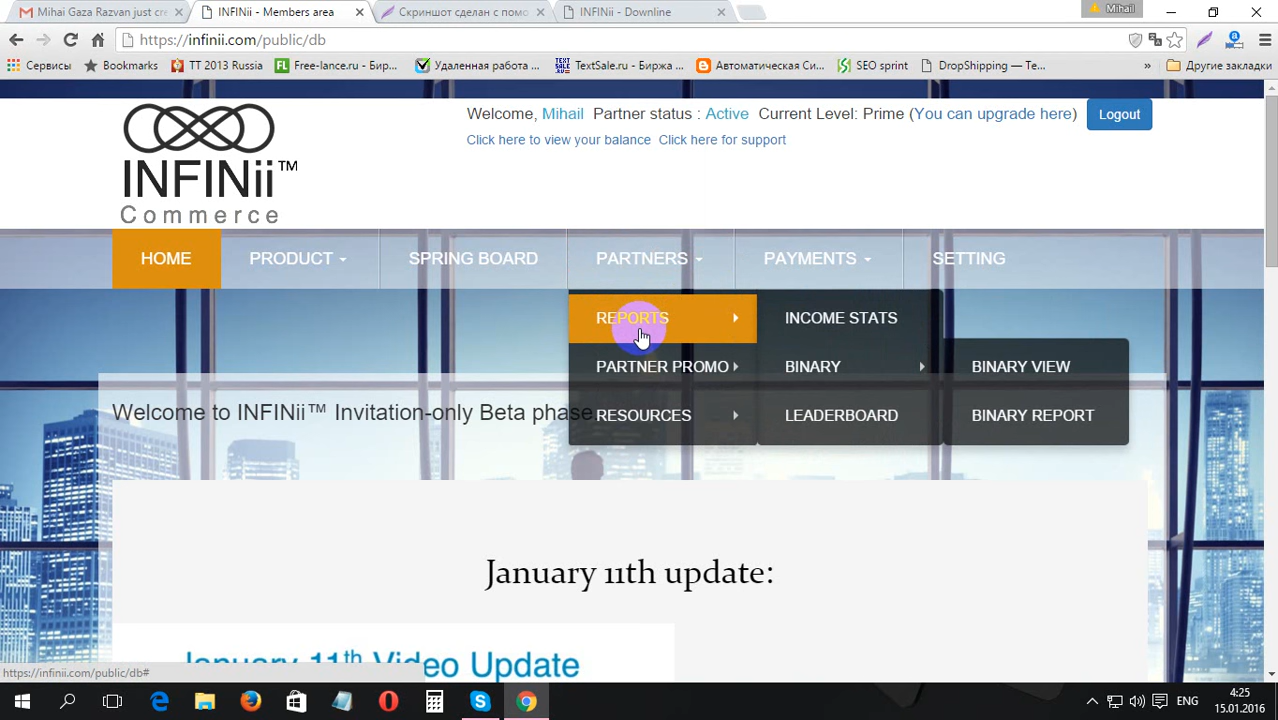 Mihai Gaza Razvan just cre
INFINii - Members area
Скриншот сделан с помо
INFINii - Downline
Mihail
https://infinii.com/public/db
Сервисы
Bookmarks
TT 2013 Russia
Free-lance.ru - Бир...
Удаленная работа ...
TextSale.ru - Биржа ...
Автоматическая Си...
SEO sprint
DropShipping — Te...
»
Другие закладки
INFINii™
Commerce
Welcome, Mihail Partner status : Active Current Level: Prime (You can upgrade here)
Logout
Click here to view your balance Click here for support
HOME
PRODUCT
SPRING BOARD
PARTNERS
PAYMENTS
SETTING
REPORTS
INCOME STATS
PARTNER PROMO
BINARY
BINARY VIEW
RESOURCES
LEADERBOARD
BINARY REPORT
Welcome to INFINii™ Invitation-only Beta phase
January 11th update:
January 11th Video Update
https://infinii.com/public/db#
ENG
4:25
15.01.2016